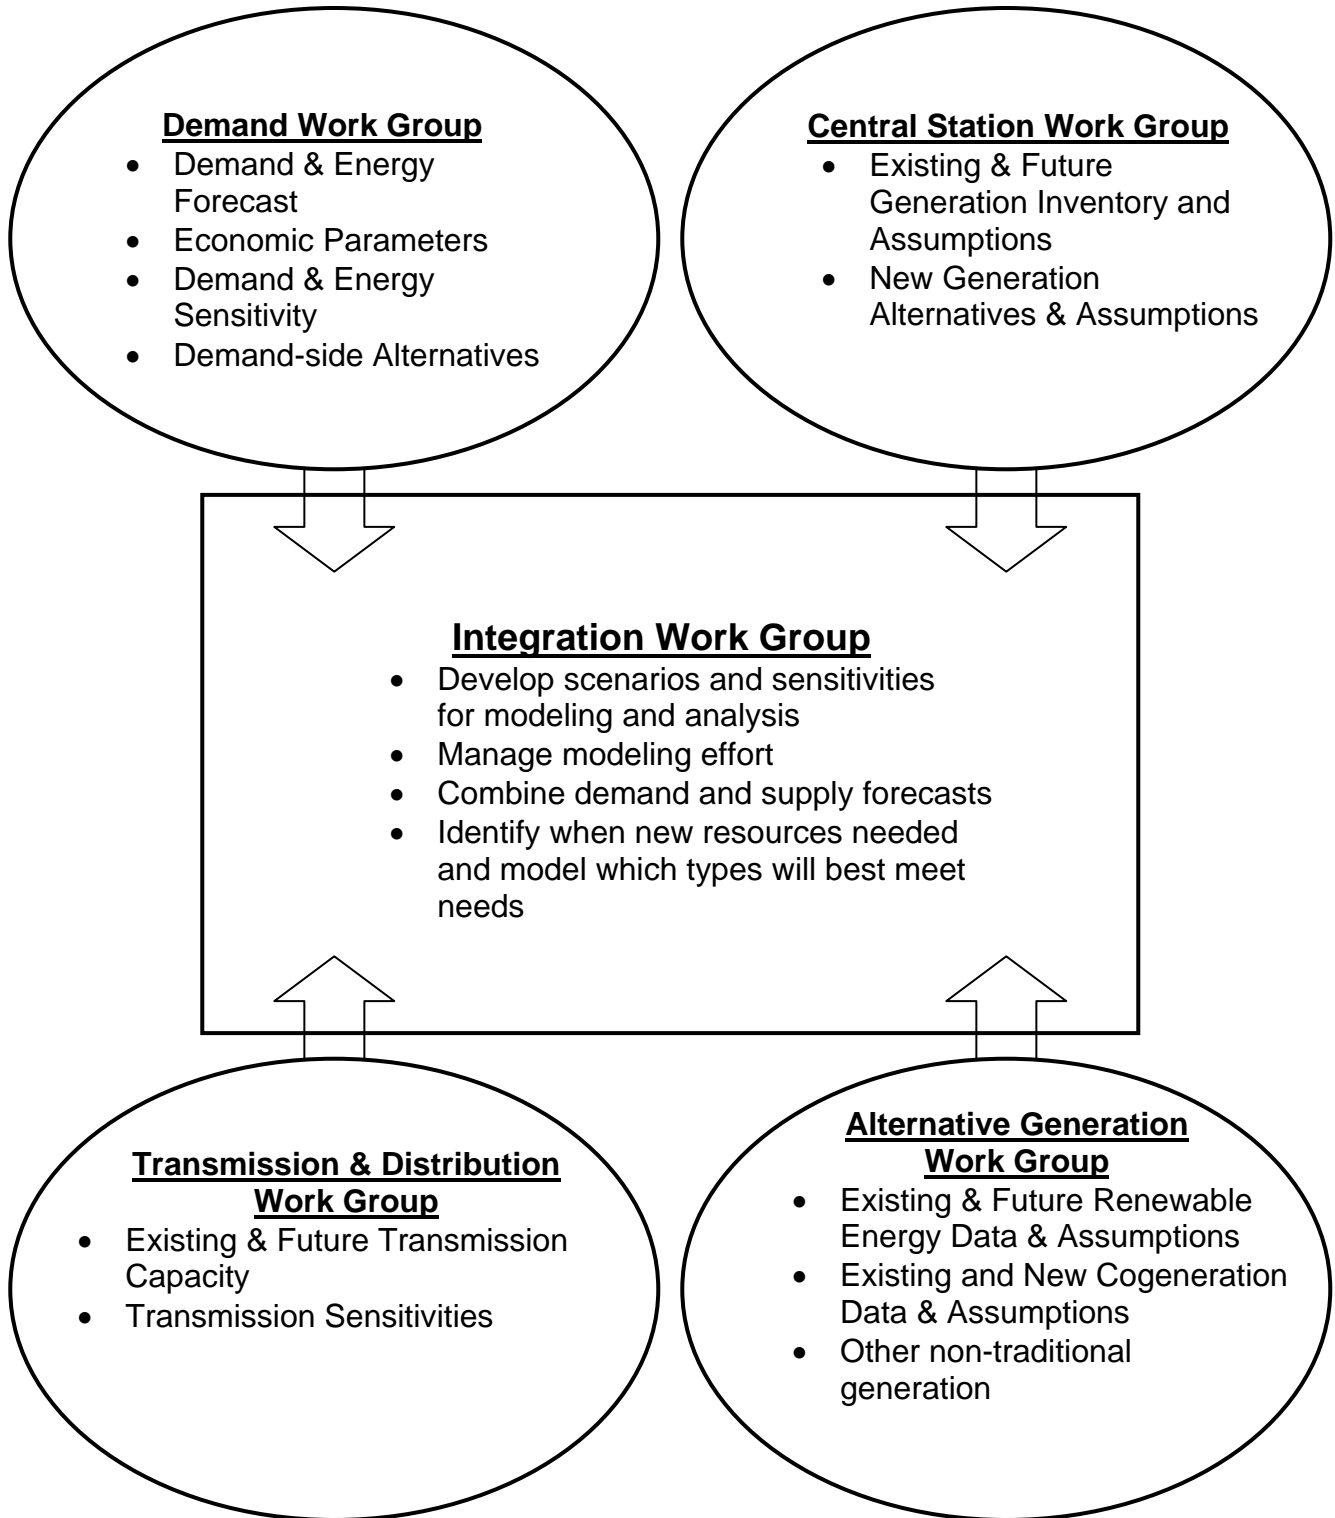 Demand Work Group
• Demand & Energy
Forecast
• Economic Parameters
• Demand & Energy
Sensitivity
• Demand-side Alternatives
Central Station Work Group
• Existing & Future
Generation Inventory and
Assumptions
• New Generation
Alternatives & Assumptions
Integration Work Group
• Develop scenarios and sensitivities
for modeling and analysis
• Manage modeling effort
• Combine demand and supply forecasts
• Identify when new resources needed
and model which types will best meet
needs
Transmission & Distribution
Work Group
• Existing & Future Transmission
Capacity
• Transmission Sensitivities
Alternative Generation
Work Group
• Existing & Future Renewable
Energy Data & Assumptions
• Existing and New Cogeneration
Data & Assumptions
• Other non-traditional
generation